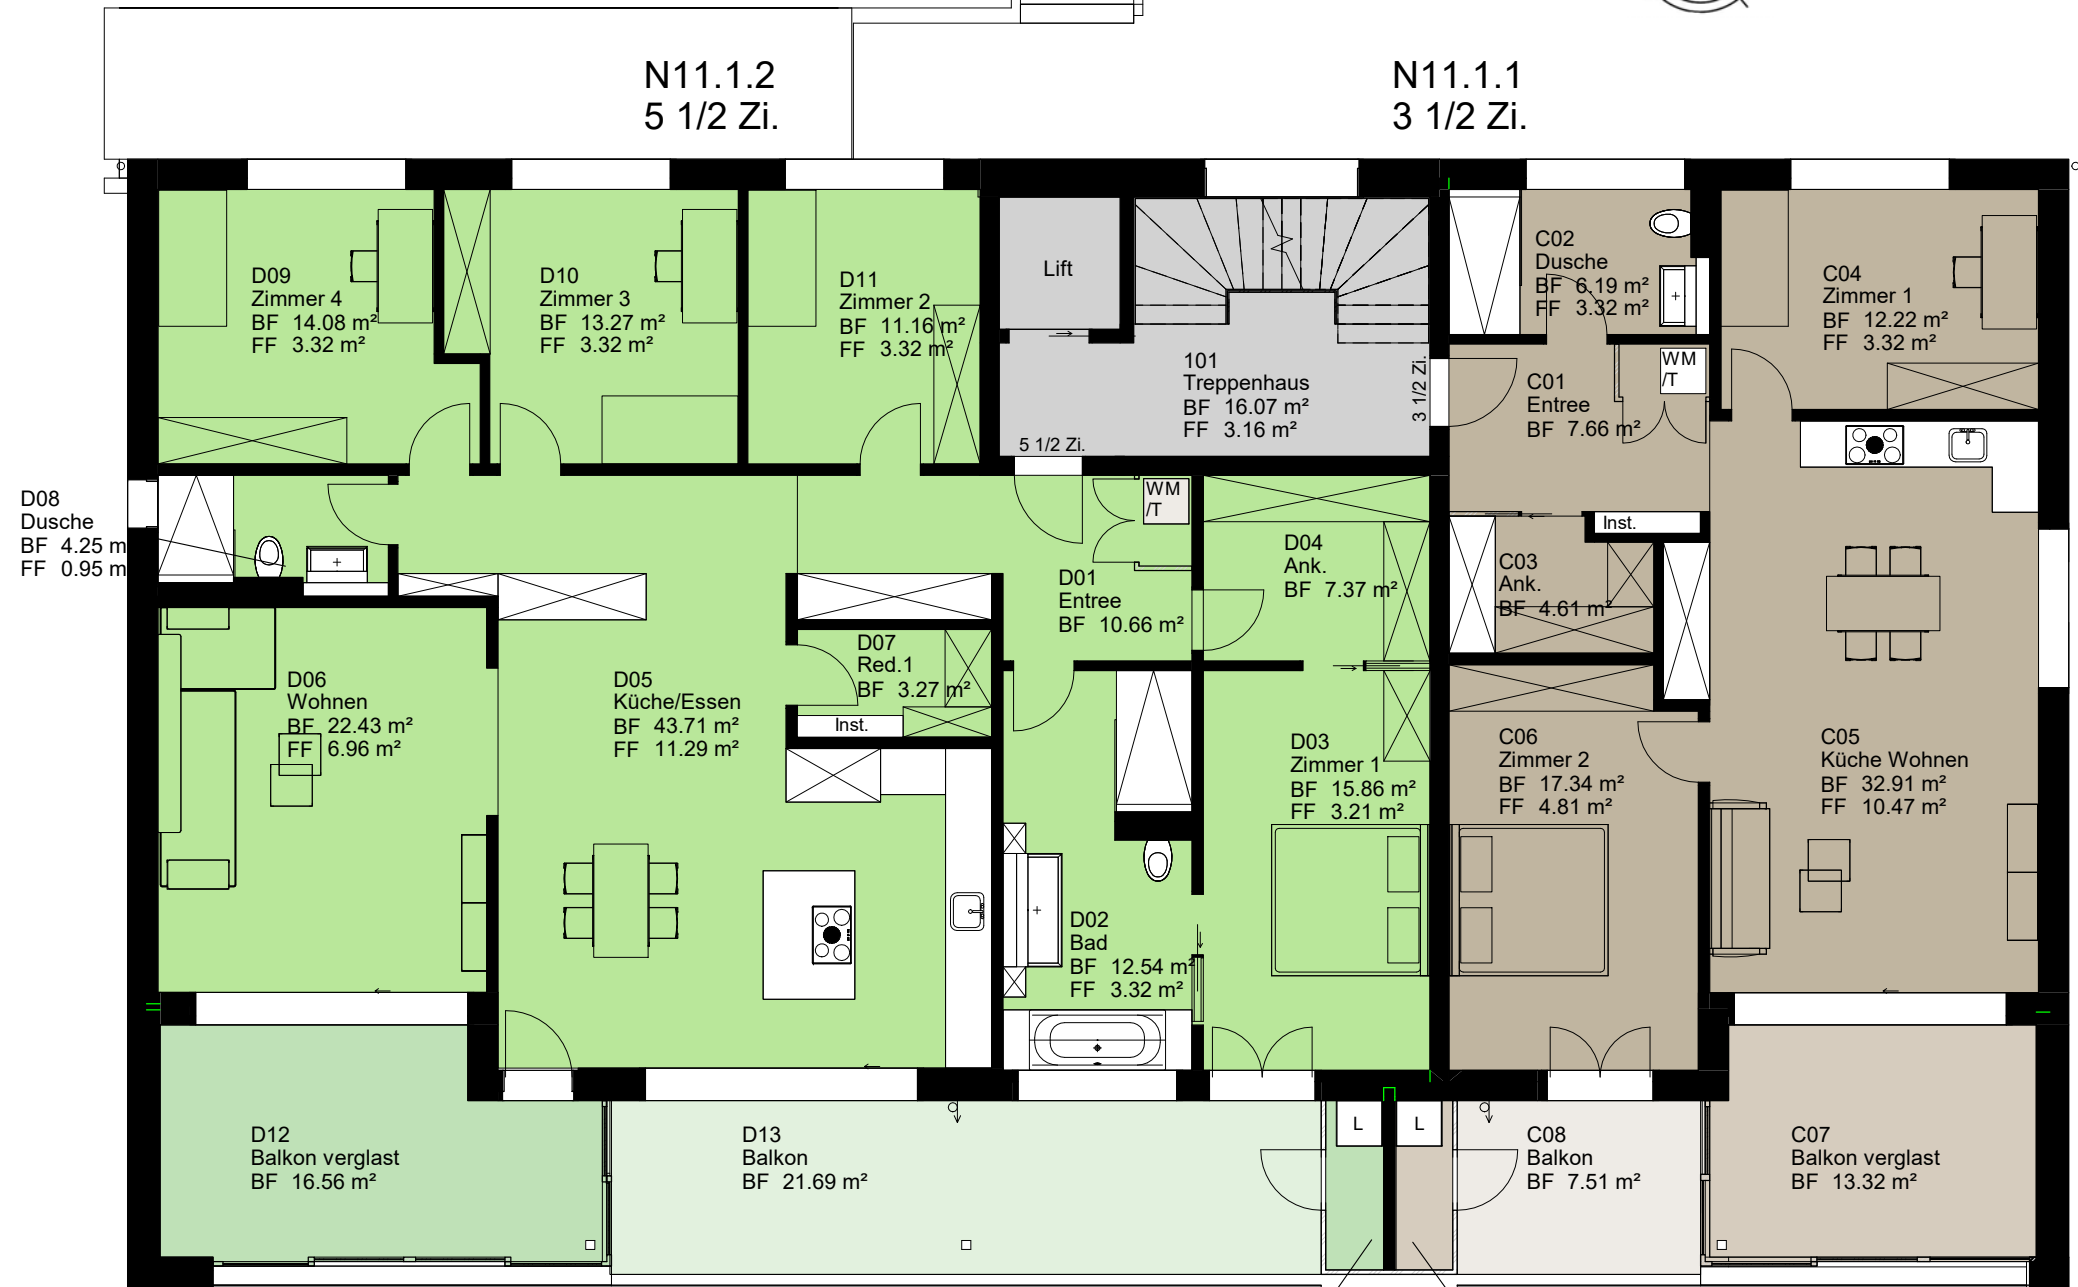 N11.1.2
5 1/2 Zi.
N11.1.1
3 1/2 Zi.
D09
Zimmer 4
BF 14.08 m²
FF 3.32 m²
D10
Zimmer 3
BF 13.27 m²
FF 3.32 m²
D11
Zimmer 2
BF 11.16 m²
FF 3.32 m²
Lift
101
Treppenhaus
BF 16.07 m²
FF 3.16 m²
5 1/2 Zi.
3 1/2 Zi.
C02
Dusche
BF 6.19 m²
FF 3.32 m²
C04
Zimmer 1
BF 12.22 m²
FF 3.32 m²
WM
/T
C01
Entree
BF 7.66 m²
D08
Dusche
BF 4.25 m
FF 0.95 m
WM
/T
Inst.
D04
Ank.
BF 7.37 m²
C03
Ank.
BF 4.61 m²
D01
Entree
BF 10.66 m²
D07
Red.1
BF 3.27 m²
Inst.
D06
Wohnen
BF 22.43 m²
FF 6.96 m²
D05
Küche/Essen
BF 43.71 m²
FF 11.29 m²
D03
Zimmer 1
BF 15.86 m²
FF 3.21 m²
C06
Zimmer 2
BF 17.34 m²
FF 4.81 m²
C05
Küche Wohnen
BF 32.91 m²
FF 10.47 m²
D02
Bad
BF 12.54 m²
FF 3.32 m²
D12
Balkon verglast
BF 16.56 m²
D13
Balkon
BF 21.69 m²
L
L
C08
Balkon
BF 7.51 m²
C07
Balkon verglast
BF 13.32 m²